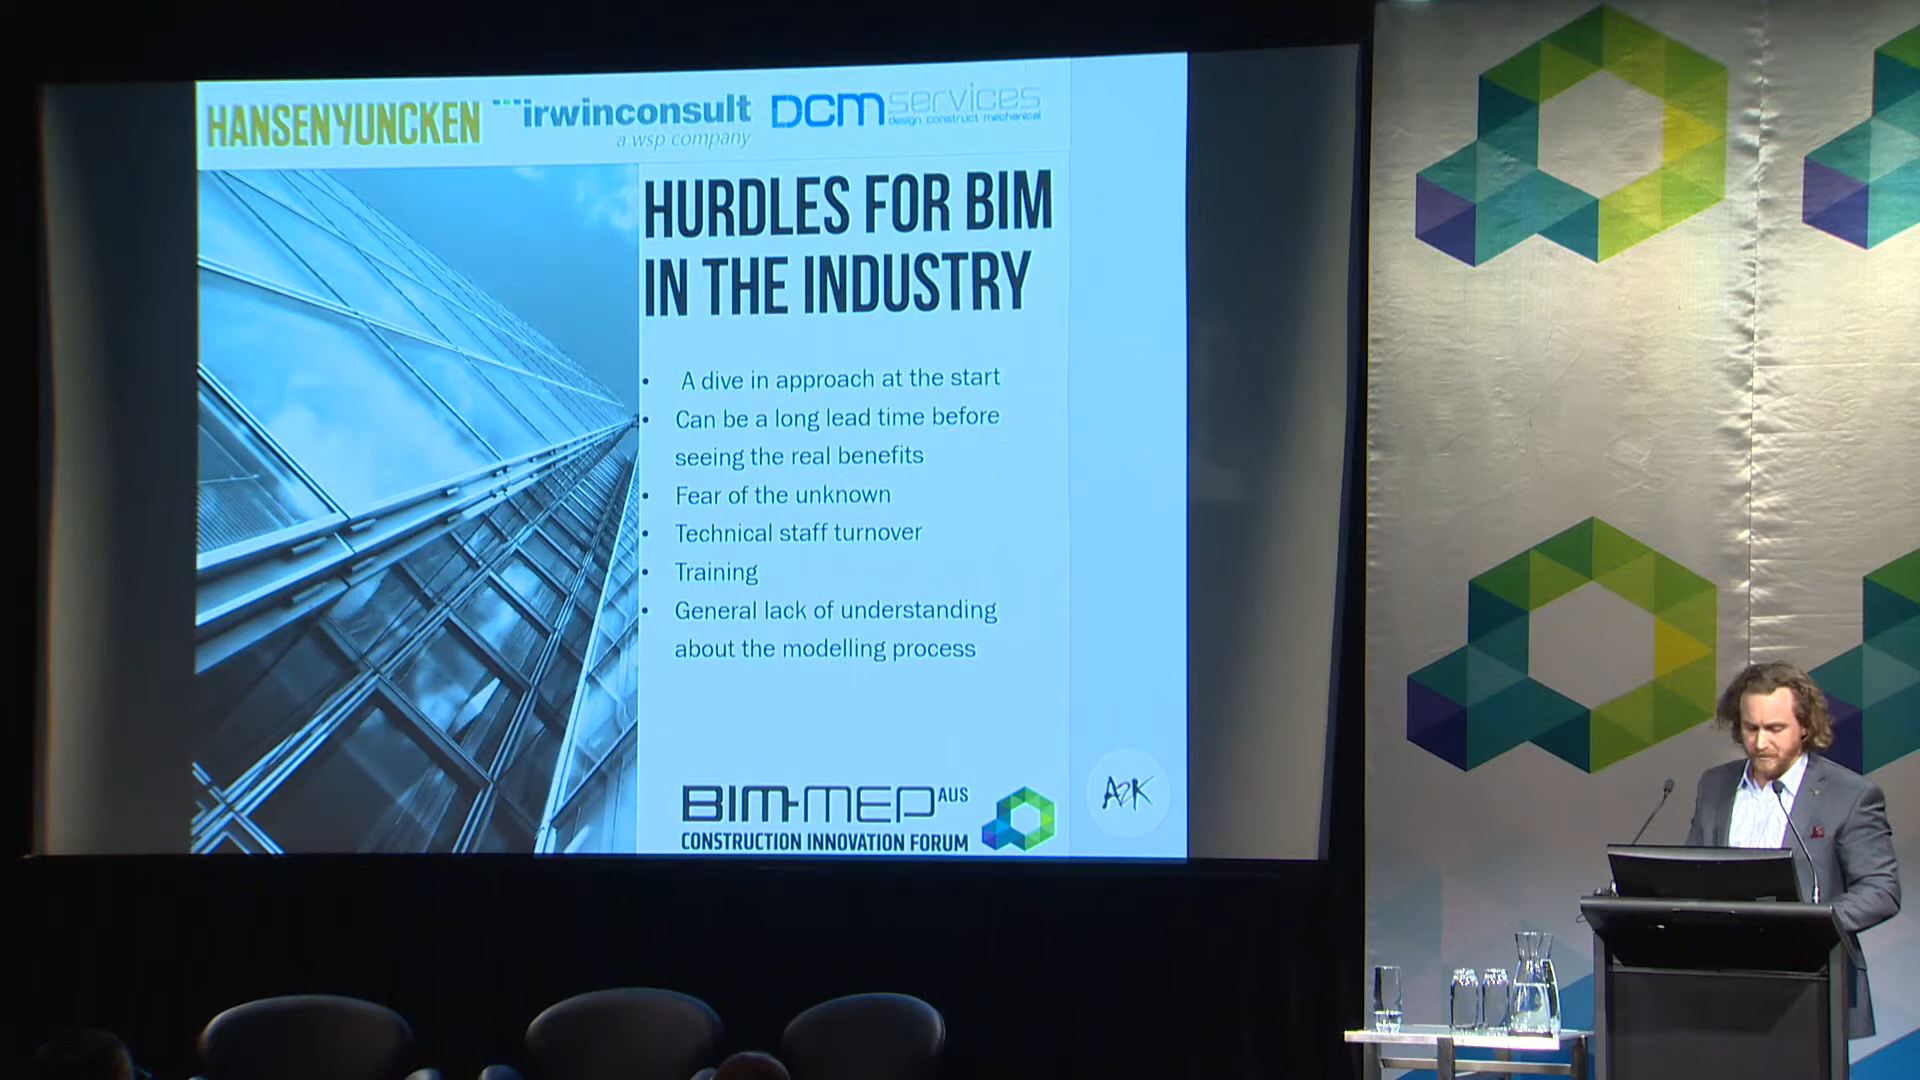 HANSENYUNCKEN
irwinconsult
a wsp company
DCM services
design construct mechanical
HURDLES FOR BIM
IN THE INDUSTRY
• A dive in approach at the start
• Can be a long lead time before
seeing the real benefits
• Fear of the unknown
• Technical staff turnover
• Training
• General lack of understanding
about the modelling process
BIM-MEP AUS
CONSTRUCTION INNOVATION FORUM
A2K